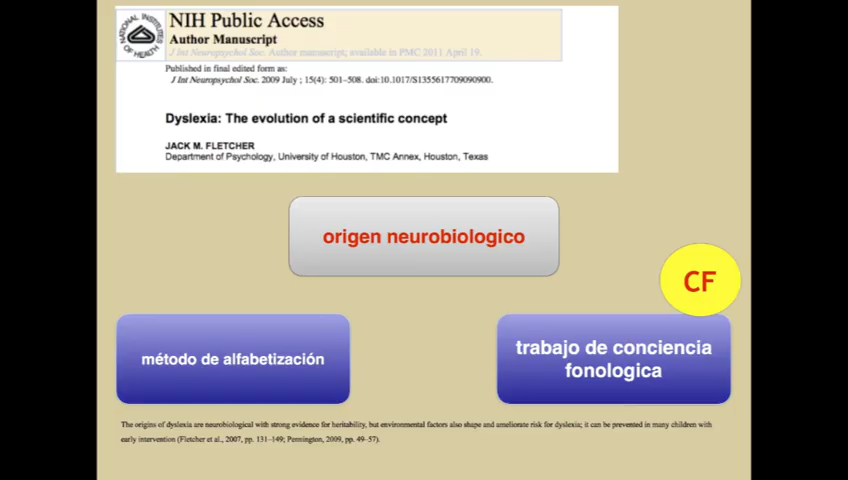 NATIONAL INSTITUTES OF HEALTH
NIH Public Access
Author Manuscript
J Int Neuropsychol Soc. Author manuscript; available in PMC 2011 April 19.
Published in final edited form as:
J Int Neuropsychol Soc. 2009 July ; 15(4): 501–508. doi:10.1017/S1355617709090900.
Dyslexia: The evolution of a scientific concept
JACK M. FLETCHER
Department of Psychology, University of Houston, TMC Annex, Houston, Texas
origen neurobiologico
CF
método de alfabetización
trabajo de conciencia
fonologica
The origins of dyslexia are neurobiological with strong evidence for heritability, but environmental factors also shape and ameliorate risk for dyslexia; it can be prevented in many children with
early intervention (Fletcher et al., 2007, pp. 131–149; Pennington, 2009, pp. 49–57).